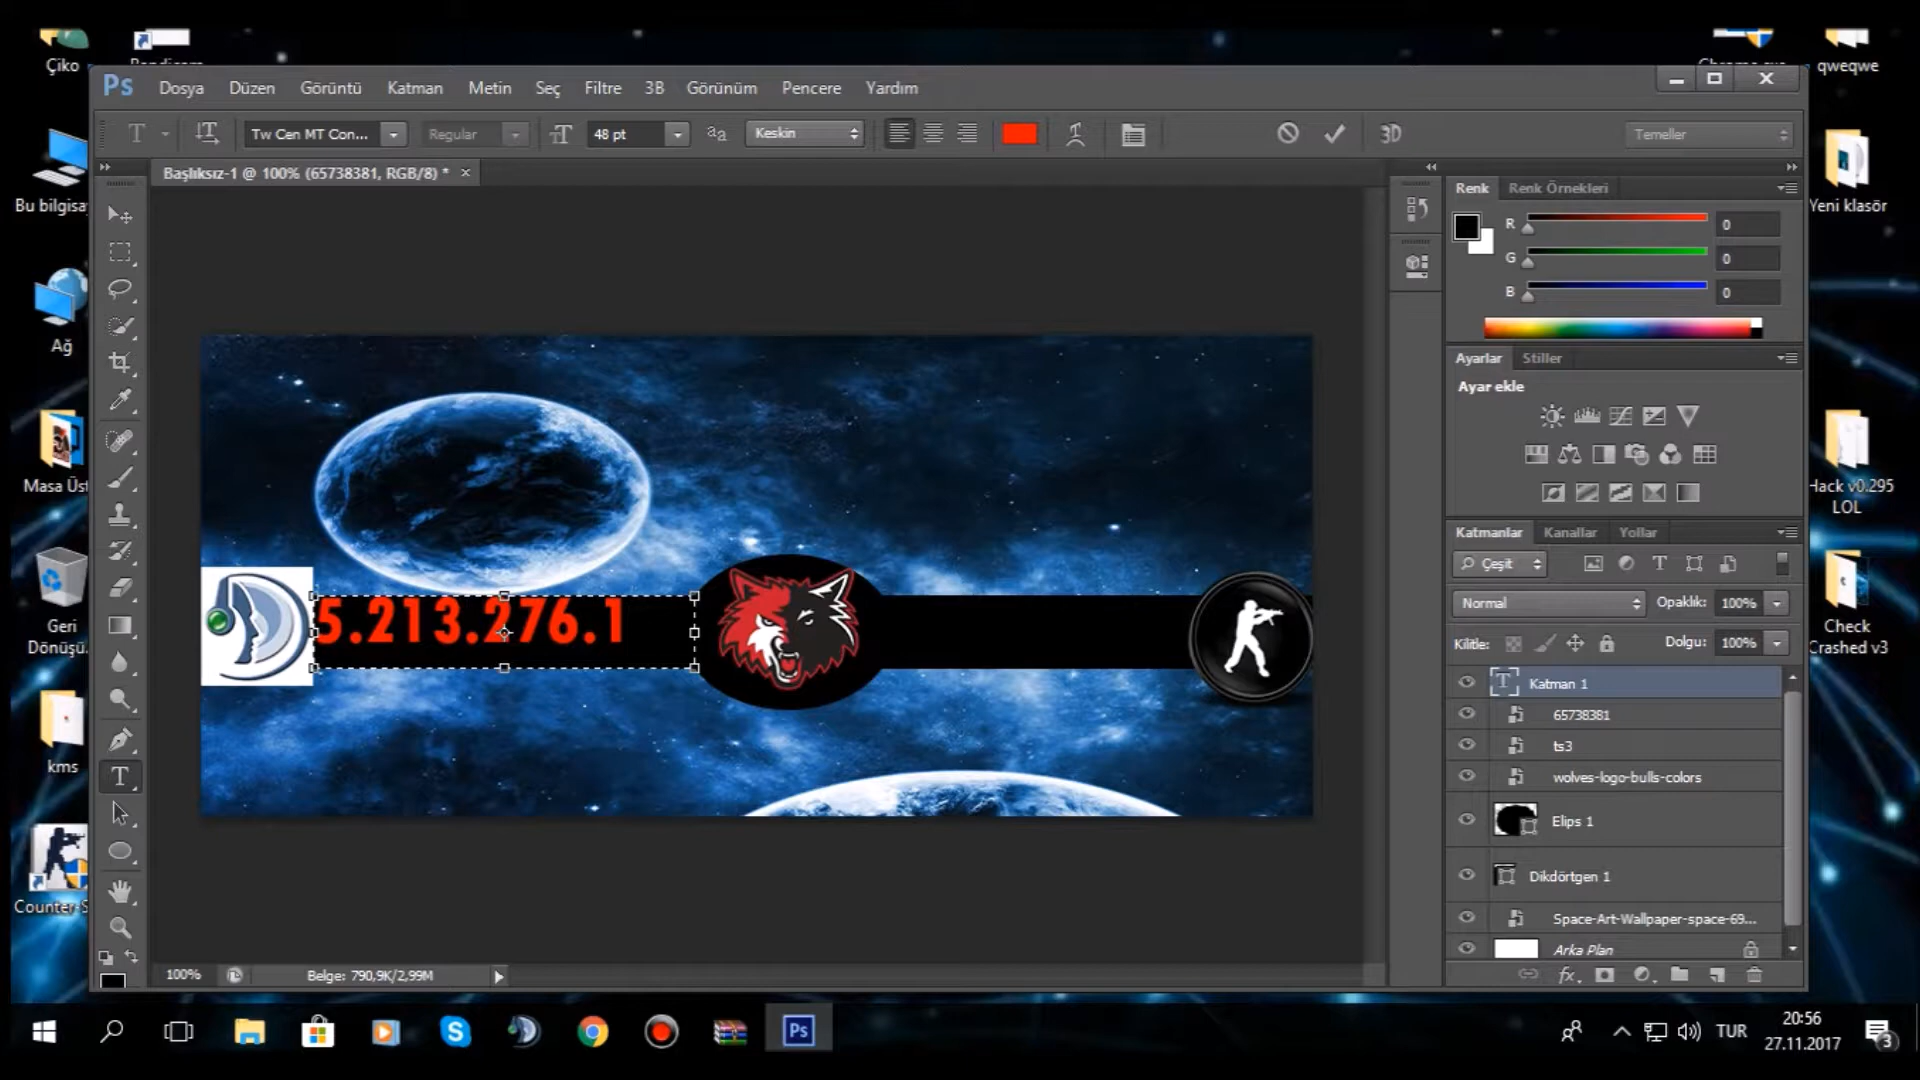 Çiko
qweqwe
Ps
Dosya
Düzen
Görüntü
Katman
Metin
Seç
Filtre
3B
Görünüm
Pencere
Yardım
Tw Cen MT Con...
Regular
48 pt
Keskin
3D
Temeller
Başlıksız-1 @ 100% (65738381, RGB/8) *
Renk
Renk Örnekleri
R
0
G
0
B
0
Ayarlar
Stiller
Ayar ekle
Katmanlar
Kanallar
Yollar
Çeşit
Normal
Opaklık:
100%
Kilitle:
Dolgu:
100%
Katman 1
65738381
ts3
wolves-logo-bulls-colors
Elips 1
Dikdörtgen 1
Space-Art-Wallpaper-space-69...
Arka Plan
fx
5.213.276.1
100%
Belge: 790,9K/2,99M
Bu bilgisa
Ağ
Masa Üst
Geri
Dönüşü
kms
Counter-S
Yeni klasör
Hack v0.295
LOL
Check
Crashed v3
Ps
TUR
20:56
27.11.2017
3